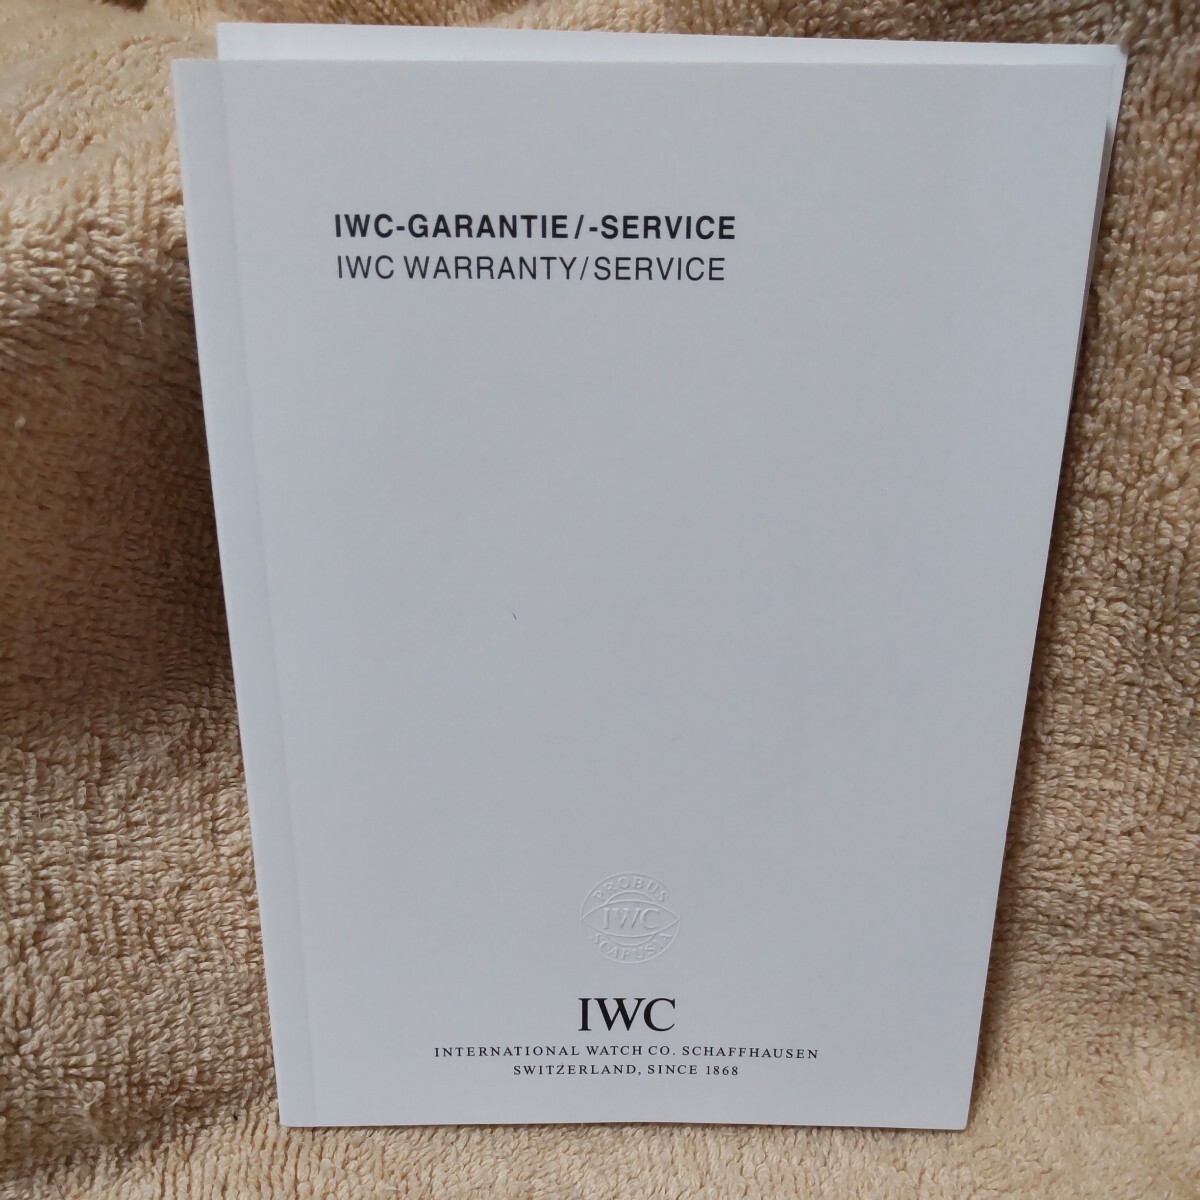 IWC-GARANTIE/-SERVICE
IWC WARRANTY/SERVICE
PROBUS
IWC
SCAFUSIA
IWC
INTERNATIONAL WATCH CO. SCHAFFHAUSEN
SWITZERLAND, SINCE 1868